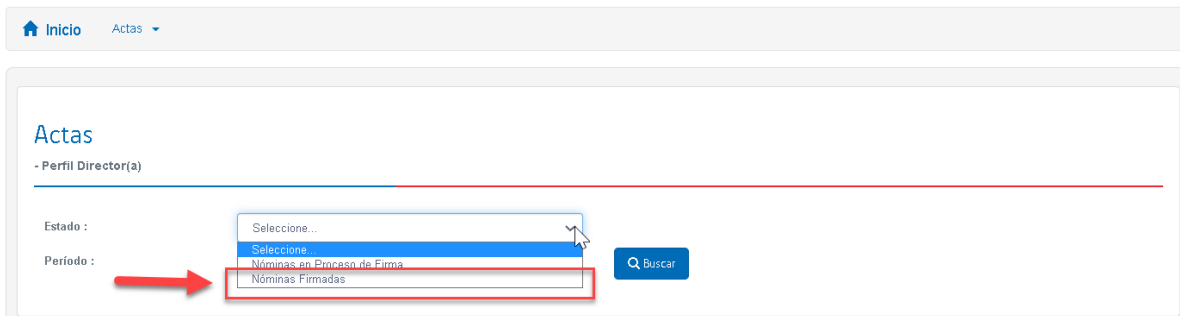 Inicio Actas
Actas
- Perfil Director(a)
Estado : Seleccione...
Seleccione...
Período : Nóminas en Proceso de Firma Buscar
Nóminas Firmadas